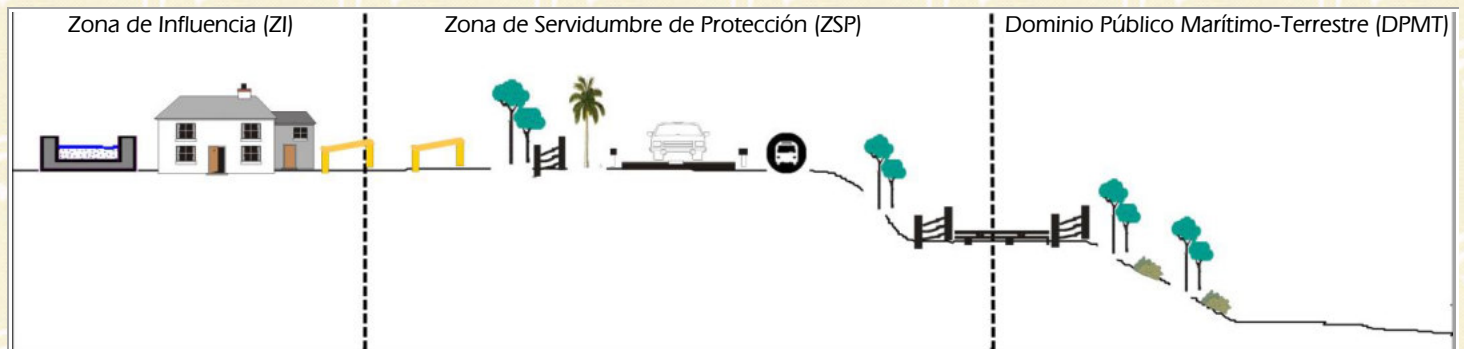 Zona de Influencia (ZI)
Zona de Servidumbre de Protección (ZSP)
Dominio Público Marítimo-Terrestre (DPMT)